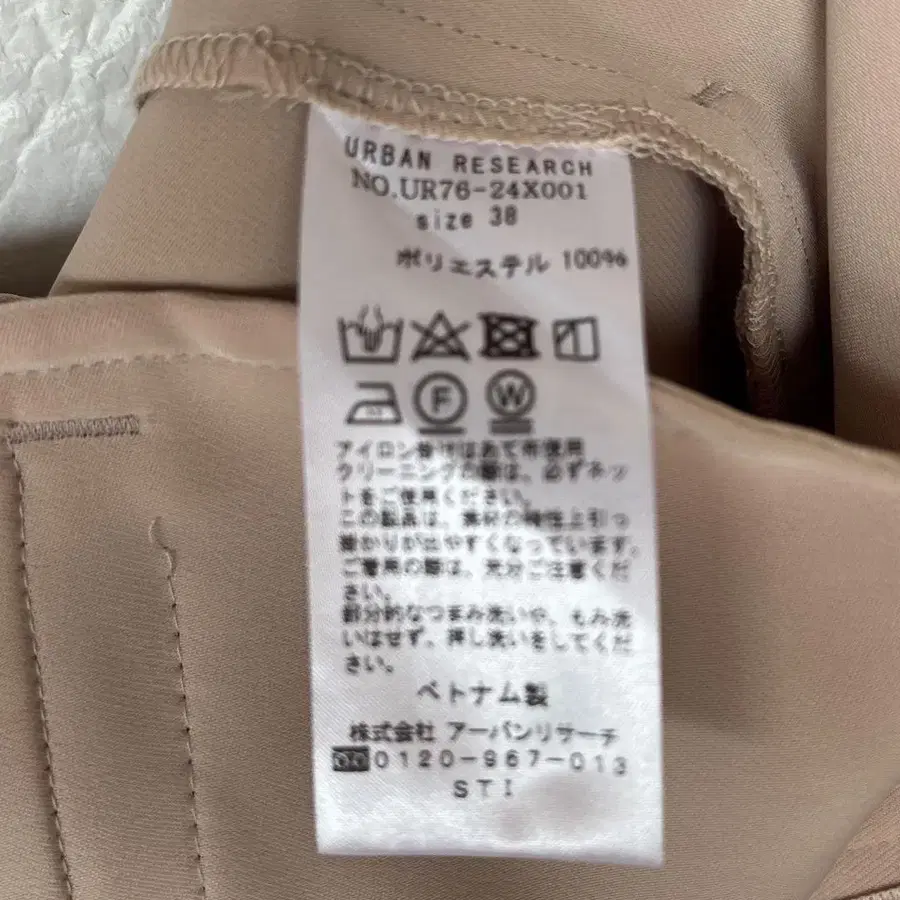 URBAN RESEARCH
NO.UR76-24X001
size 38
ポリエステル 100%
F W
アイロン掛けはあて布使用
クリーニングの際は、必ずネッ
トをご使用ください。
この製品は、素材の特性上引っ
掛かりが出やすくなっています。
ご着用の際は、充分ご注意くだ
さい。
部分的なつまみ洗いや、もみ洗
いはせず、押し洗いをしてくだ
さい。
ベトナム製
株式会社 アーバンリサーチ
0120-967-013
STI